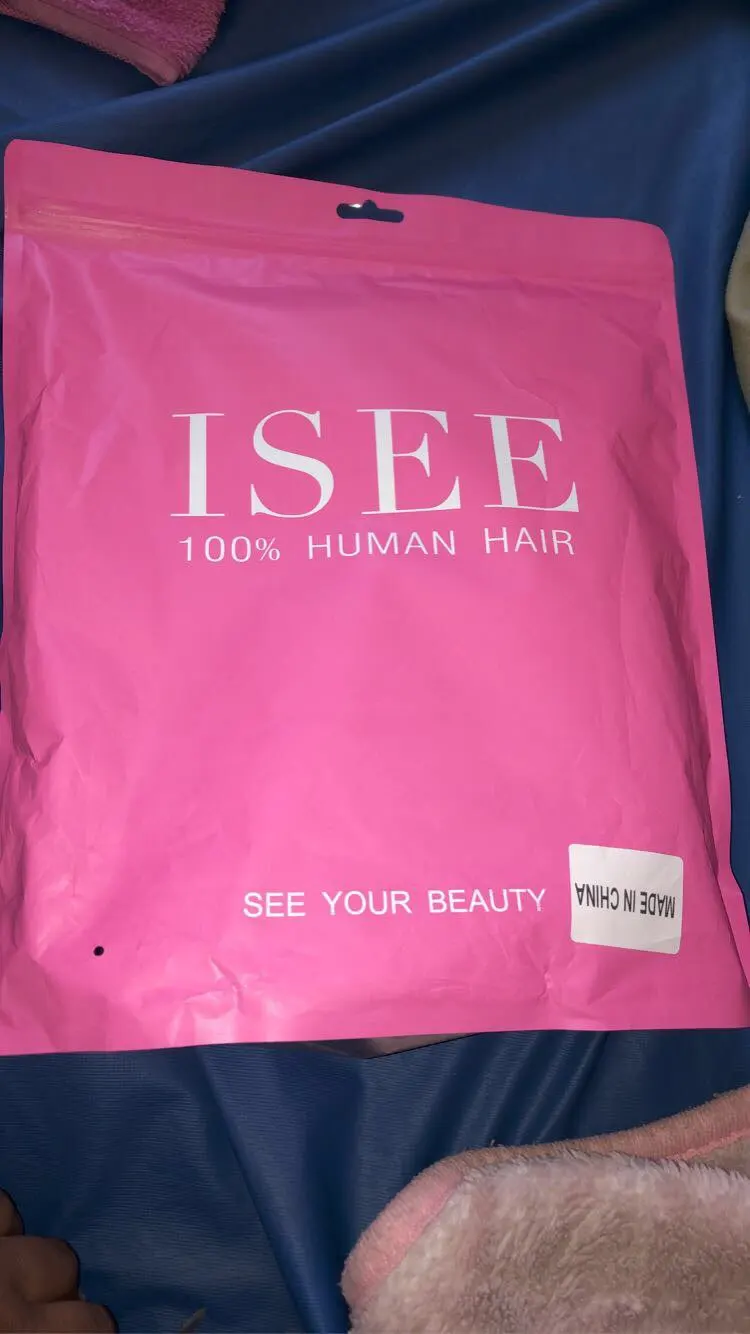 ISEE
100% HUMAN HAIR
SEE YOUR BEAUTY
MADE IN CHINA